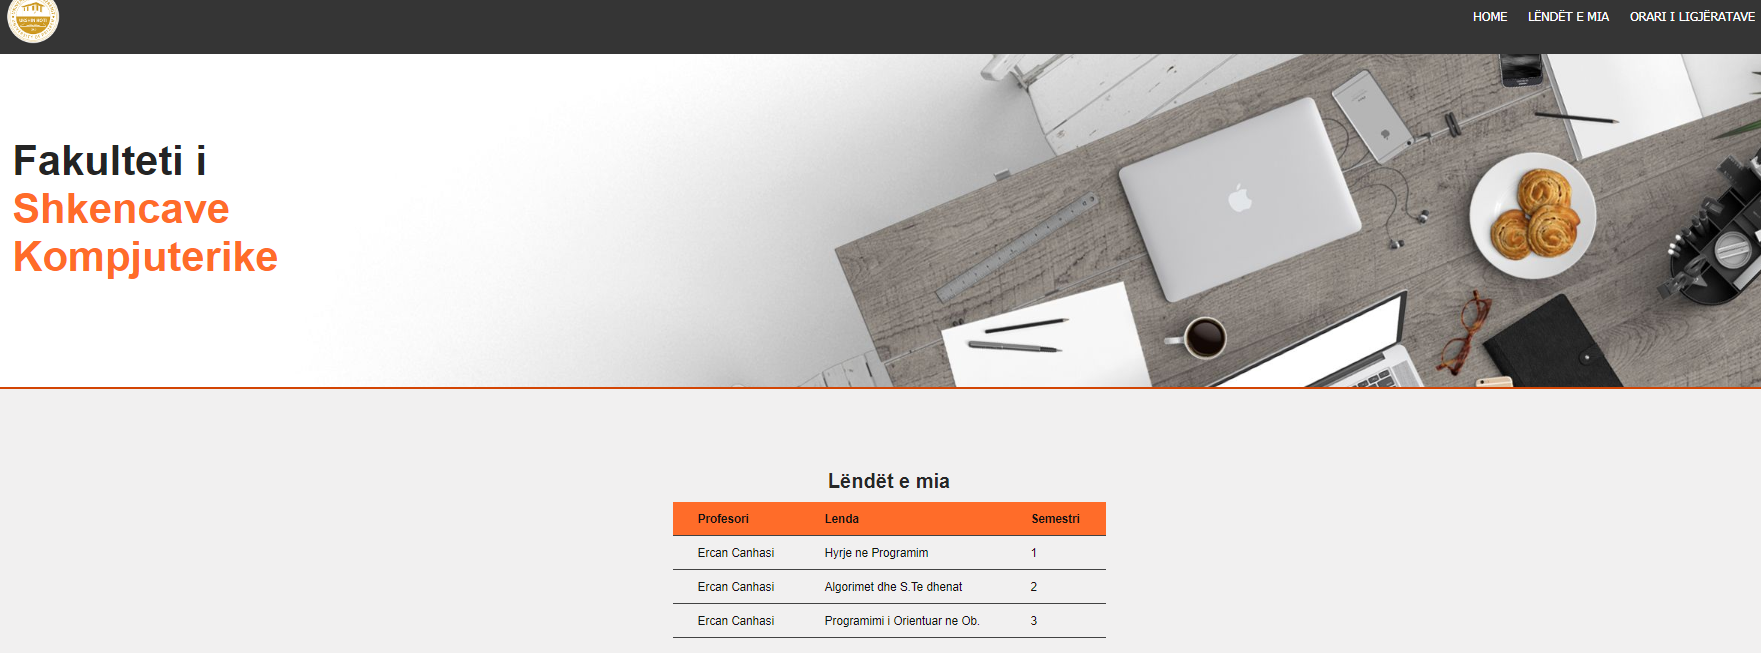 HOME LËNDËT E MIA ORARI I LIGJËRATAVE
Fakulteti i
Shkencave
Kompjuterike
Lëndët e mia
Profesori Lenda Semestri
Ercan Canhasi Hyrje ne Programim 1
Ercan Canhasi Algorimet dhe S.Te dhenat 2
Ercan Canhasi Programimi i Orientuar ne Ob. 3